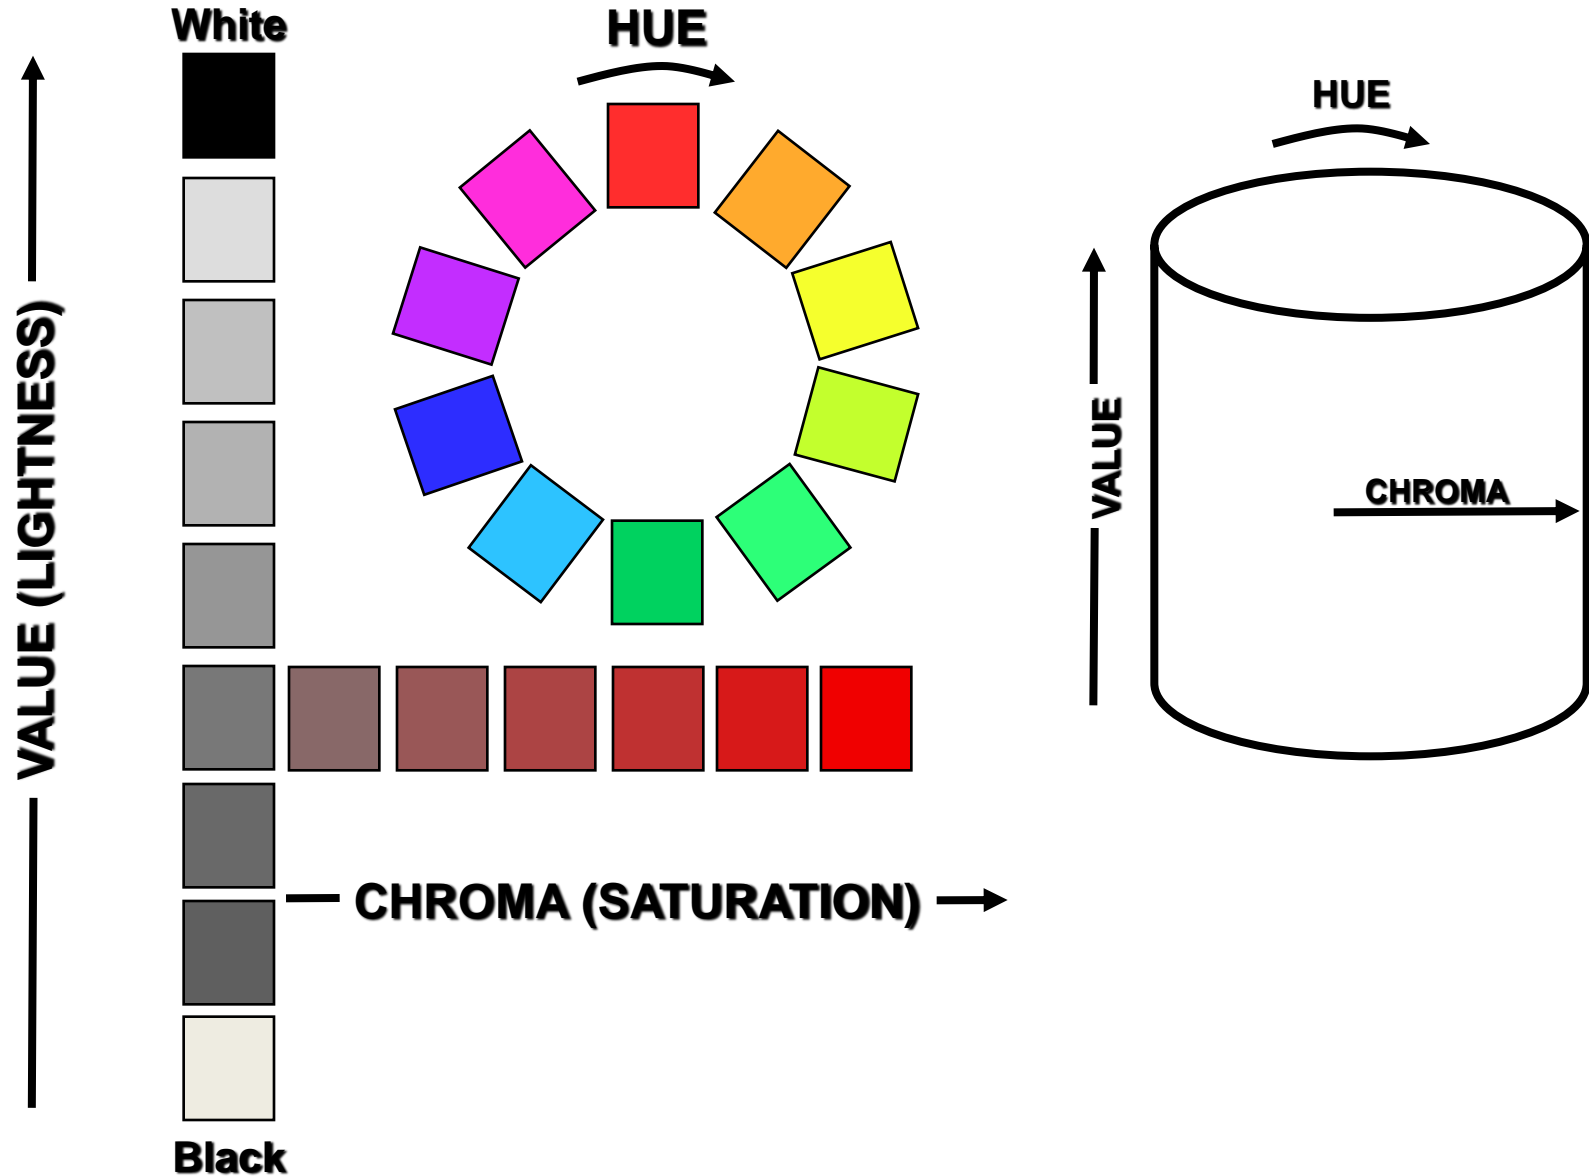 White
HUE
HUE
VALUE (LIGHTNESS)
VALUE
CHROMA
CHROMA (SATURATION)
Black